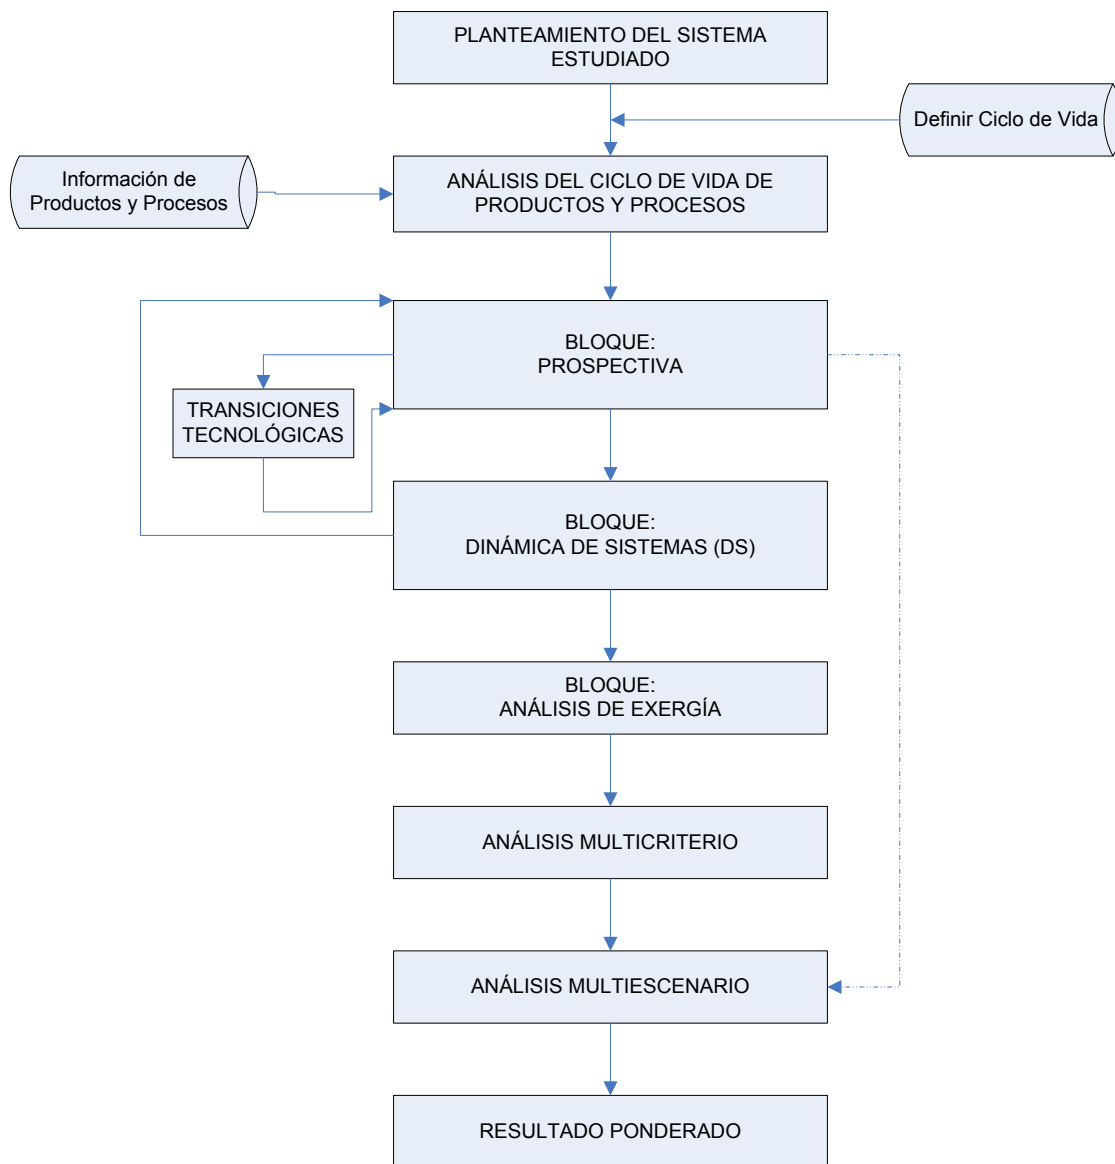 PLANTEAMIENTO DEL SISTEMA
ESTUDIADO
Definir Ciclo de Vida
Información de
Productos y Procesos
ANÁLISIS DEL CICLO DE VIDA DE
PRODUCTOS Y PROCESOS
BLOQUE:
PROSPECTIVA
TRANSICIONES
TECNOLÓGICAS
BLOQUE:
DINÁMICA DE SISTEMAS (DS)
BLOQUE:
ANÁLISIS DE EXERGÍA
ANÁLISIS MULTICRITERIO
ANÁLISIS MULTIESCENARIO
RESULTADO PONDERADO